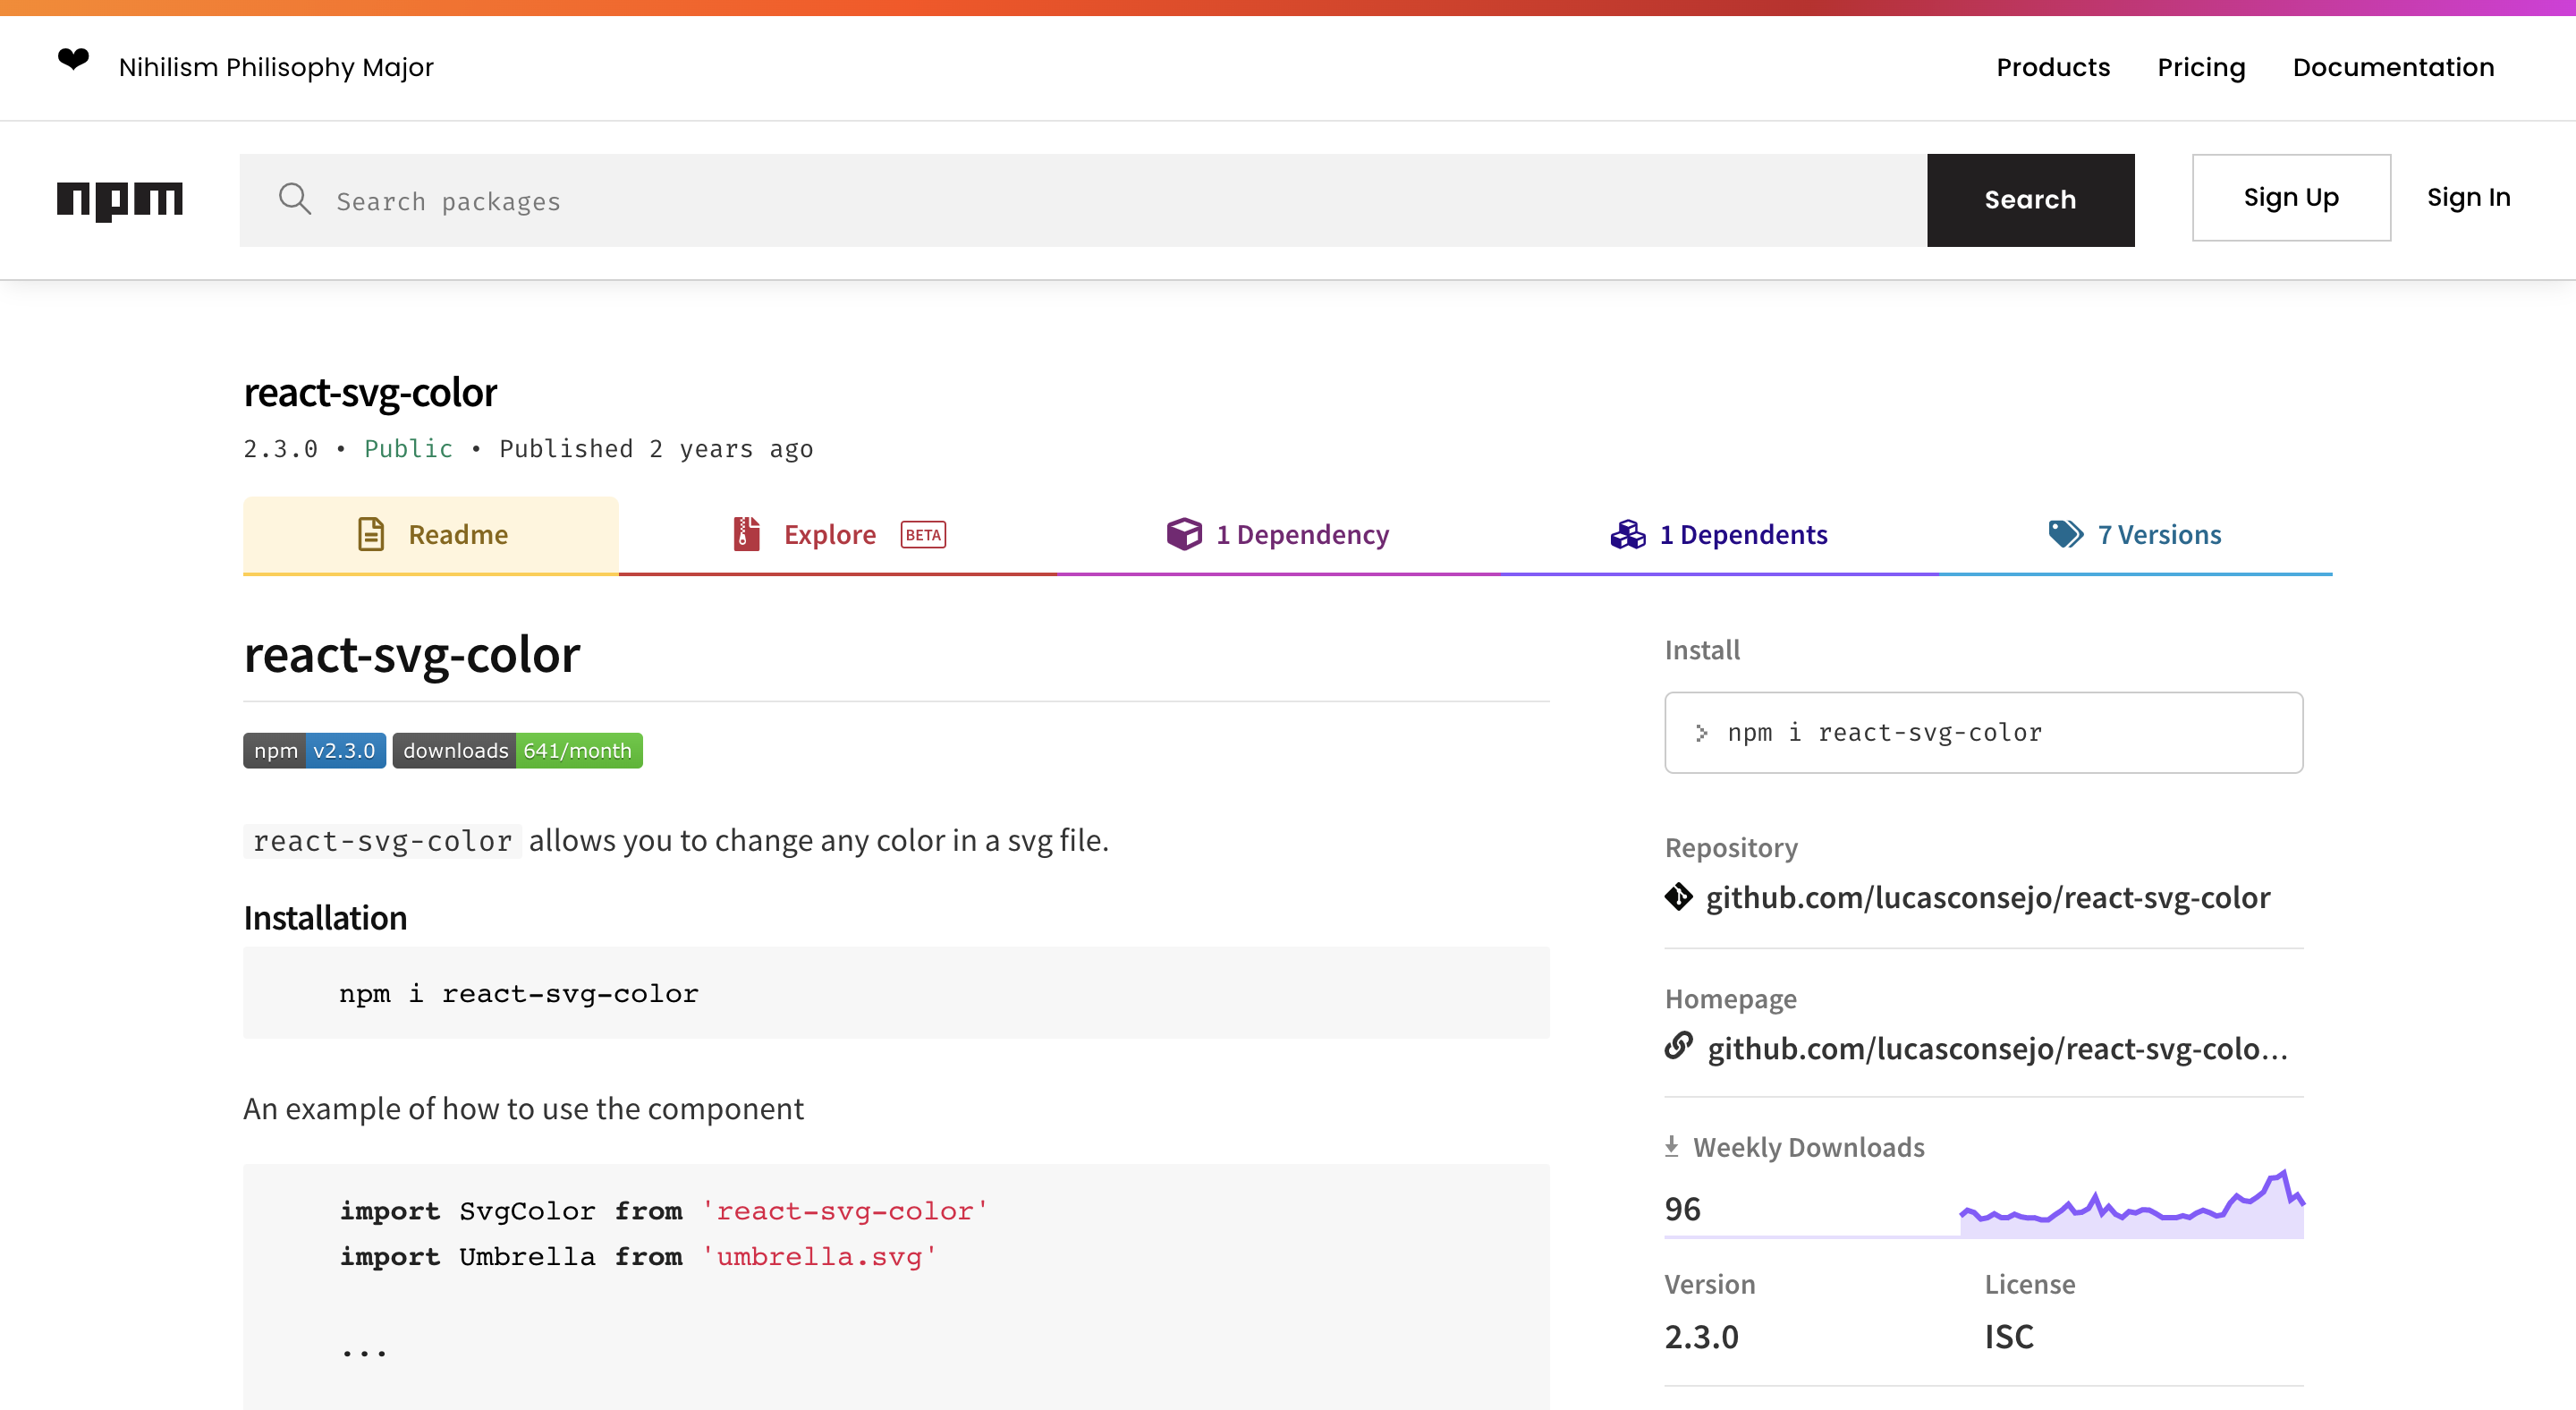 ❤ Nihilism Philisophy Major
Products Pricing Documentation
npm
Search packages
Search
Sign Up
Sign In
react-svg-color
2.3.0 • Public • Published 2 years ago
Readme
Explore BETA
1 Dependency
1 Dependents
7 Versions
react-svg-color
npm v2.3.0 downloads 641/month
react-svg-color allows you to change any color in a svg file.
Installation
npm i react-svg-color
An example of how to use the component
import SvgColor from 'react-svg-color'
import Umbrella from 'umbrella.svg'
...
Install
> npm i react-svg-color
Repository
github.com/lucasconsejo/react-svg-color
Homepage
github.com/lucasconsejo/react-svg-colo...
Weekly Downloads
96
Version
2.3.0
License
ISC